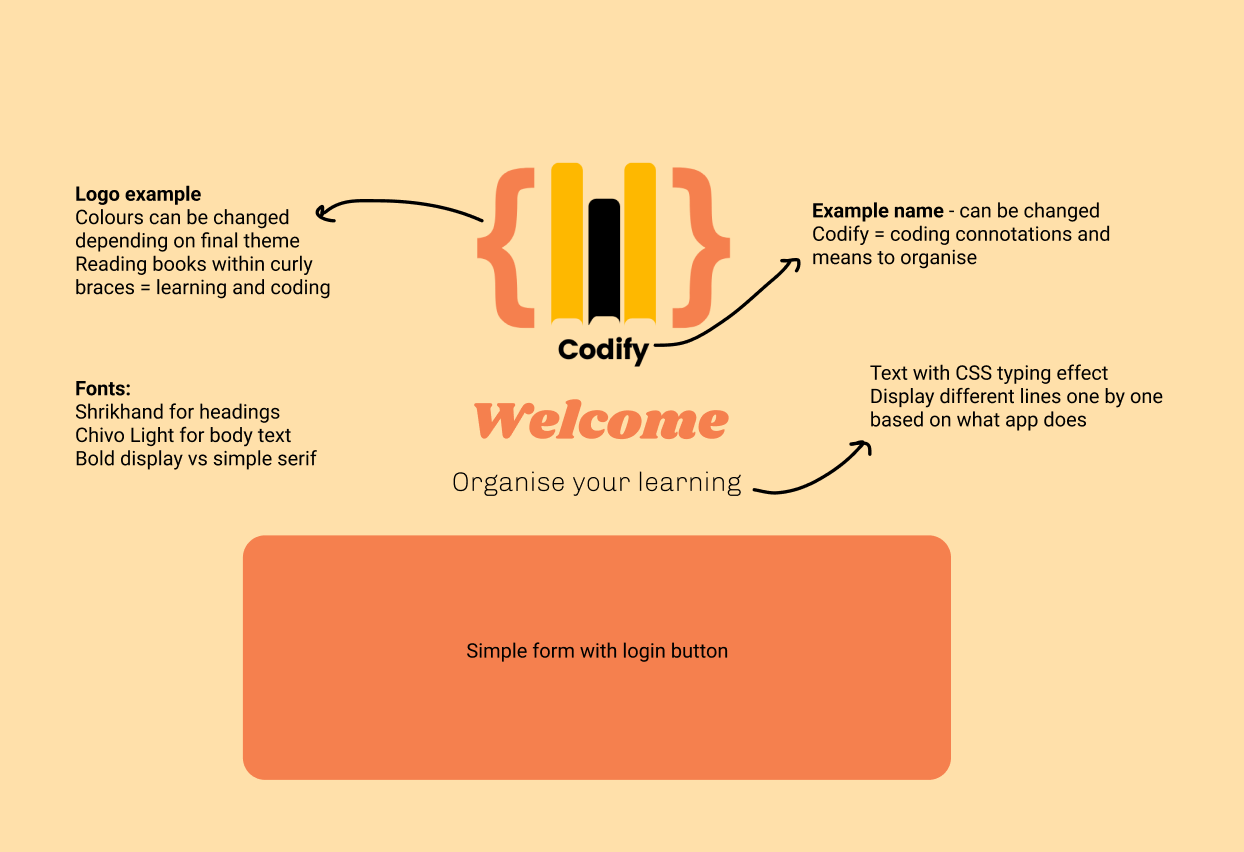 Logo example
Colours can be changed
depending on final theme
Reading books within curly
braces = learning and coding
{ }
Codify
Example name - can be changed
Codify = coding connotations and
means to organise
Fonts:
Shrikhand for headings
Chivo Light for body text
Bold display vs simple serif
Welcome
Organise your learning
Text with CSS typing effect
Display different lines one by one
based on what app does
Simple form with login button